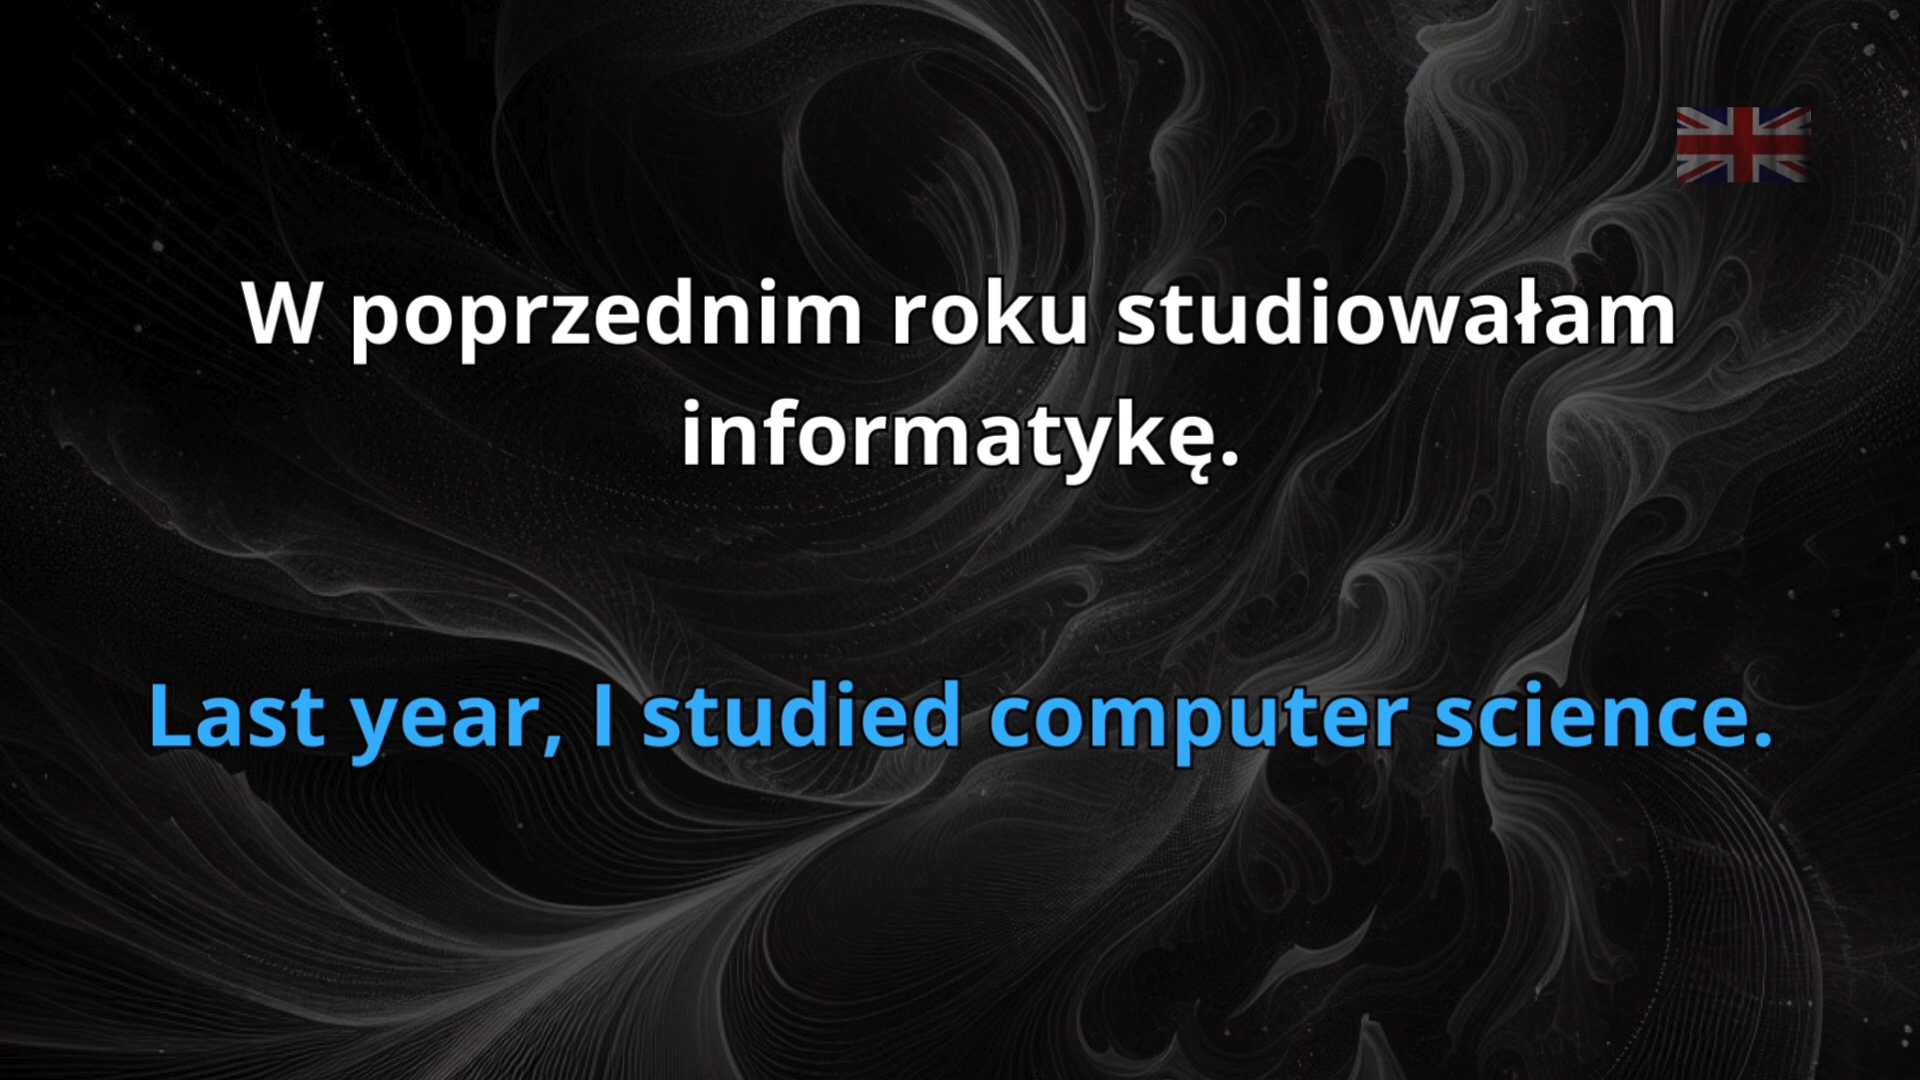 W poprzednim roku studiowałam
informatykę.
Last year, I studied computer science.